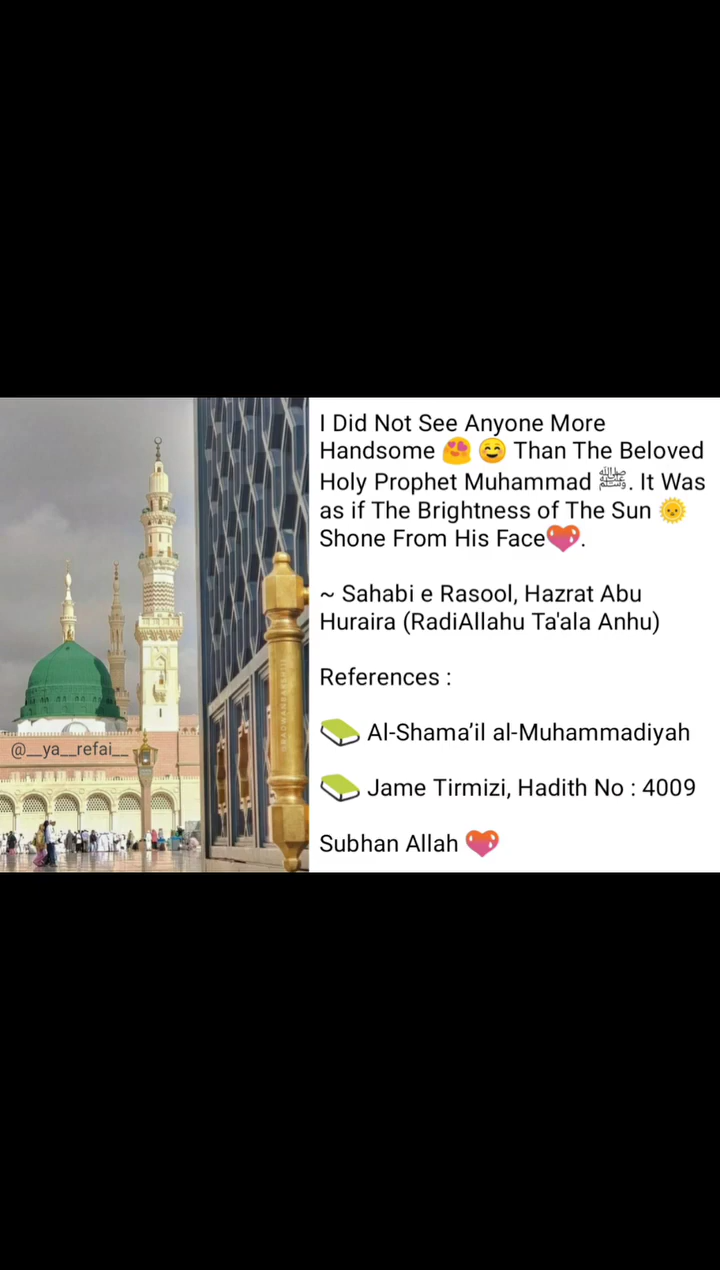 I Did Not See Anyone More
Handsome 😍 ☺️ Than The Beloved
Holy Prophet Muhammad ﷺ. It Was
as if The Brightness of The Sun 🌞
Shone From His Face💖.
~ Sahabi e Rasool, Hazrat Abu
Huraira (RadiAllahu Ta'ala Anhu)
References :
Al-Shama’il al-Muhammadiyah
Jame Tirmizi, Hadith No : 4009
Subhan Allah 💖
@__ya__refai__